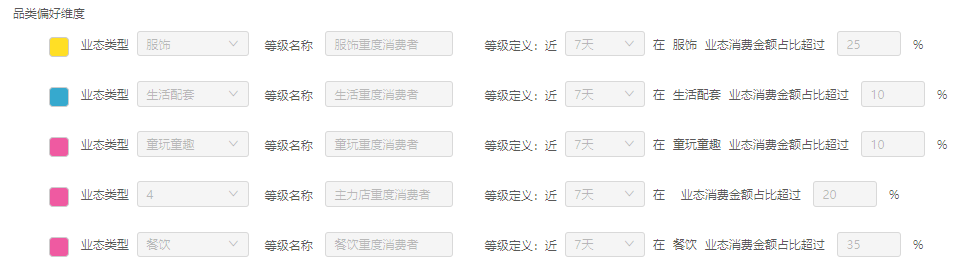 品类偏好维度
业态类型 服饰 等级名称 服饰重度消费者 等级定义：近 7天 在 服饰 业态消费金额占比超过 25 %
业态类型 生活配套 等级名称 生活重度消费者 等级定义：近 7天 在 生活配套 业态消费金额占比超过 10 %
业态类型 童玩童趣 等级名称 童玩重度消费者 等级定义：近 7天 在 童玩童趣 业态消费金额占比超过 10 %
业态类型 4 等级名称 主力店重度消费者 等级定义：近 7天 在 业态消费金额占比超过 20 %
业态类型 餐饮 等级名称 餐饮重度消费者 等级定义：近 7天 在 餐饮 业态消费金额占比超过 35 %